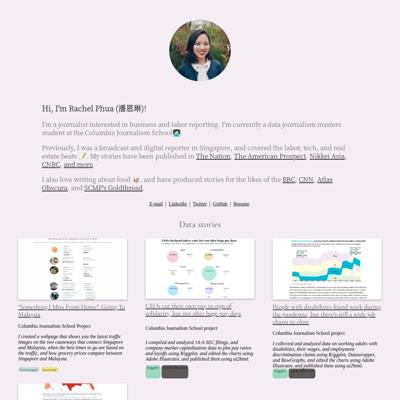 Hi, I'm Rachel Phua (潘恩琳)!
I'm a journalist interested in business and labor reporting. I'm currently a data journalism masters
student at the Columbia Journalism School
Previously, I was a broadcast and digital reporter in Singapore, and covered the labor, tech, and real
estate beats. My stories have been published in The Nation, The American Prospect, Nikkei Asia,
CNBC, and more.
I also love writing about food, and have produced stories for the likes of the BBC, CNN, Atlas
Obscura, and SCMP's Goldthread.
E-mail | LinkedIn | Twitter | GitHub | Resume
Data stories
"Something I Miss From Home": Going To
Malaysia
Columbia Journalism School Project
I created a webpage that shows you the latest traffic
images on the two causeways that connect Singapore
and Malaysia, when the best times to go are based on
the traffic, and how grocery prices compare between
Singapore and Malaysia.
CEOs declared salary cuts, but not other huge pay days
CEOs cut their own pay in sign of
solidarity, but not after huge pay days
Columbia Journalism School Project
I compiled and analyzed 14-A SEC filings, and
company market capitalization data to plot pay ratios
and layoffs using Riggplot, and edited the charts using
Adobe Illustrator, and published them using ai2html.
People with disabilities found work during
the pandemic, but there's still a wide job
chasm to close
Columbia Journalism School project
I collected and analyzed data on working adults with
disabilities, their wages, and employment
discrimination claims using R/ggplot, Datawrapper,
and RawGraphs, and edited the charts using Adobe
Illustrator, and published them using ai2html.